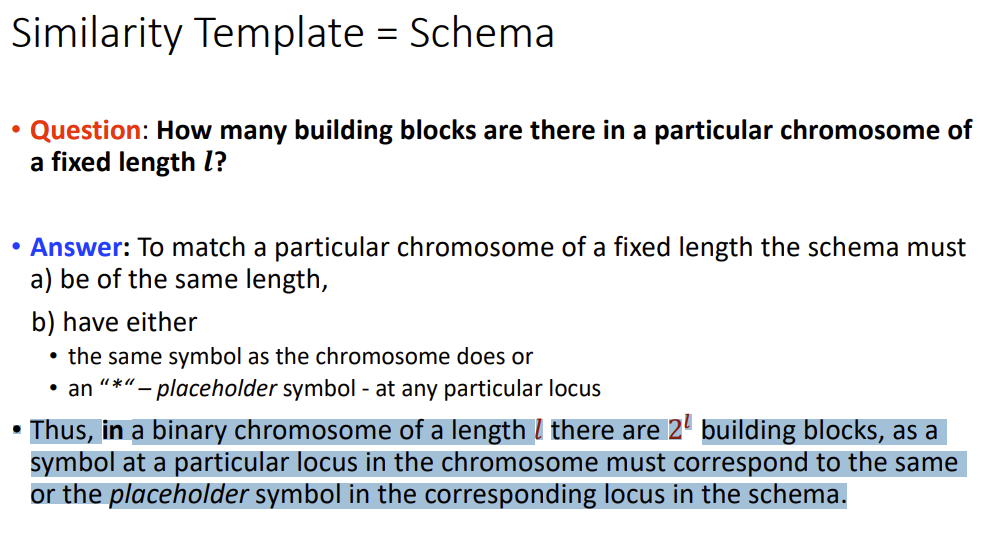 Similarity Template = Schema
• Question: How many building blocks are there in a particular chromosome of
a fixed length l?
• Answer: To match a particular chromosome of a fixed length the schema must
a) be of the same length,
b) have either
• the same symbol as the chromosome does or
• an “*“ – placeholder symbol - at any particular locus
• Thus, in a binary chromosome of a length l there are 2^l building blocks, as a
symbol at a particular locus in the chromosome must correspond to the same
or the placeholder symbol in the corresponding locus in the schema.